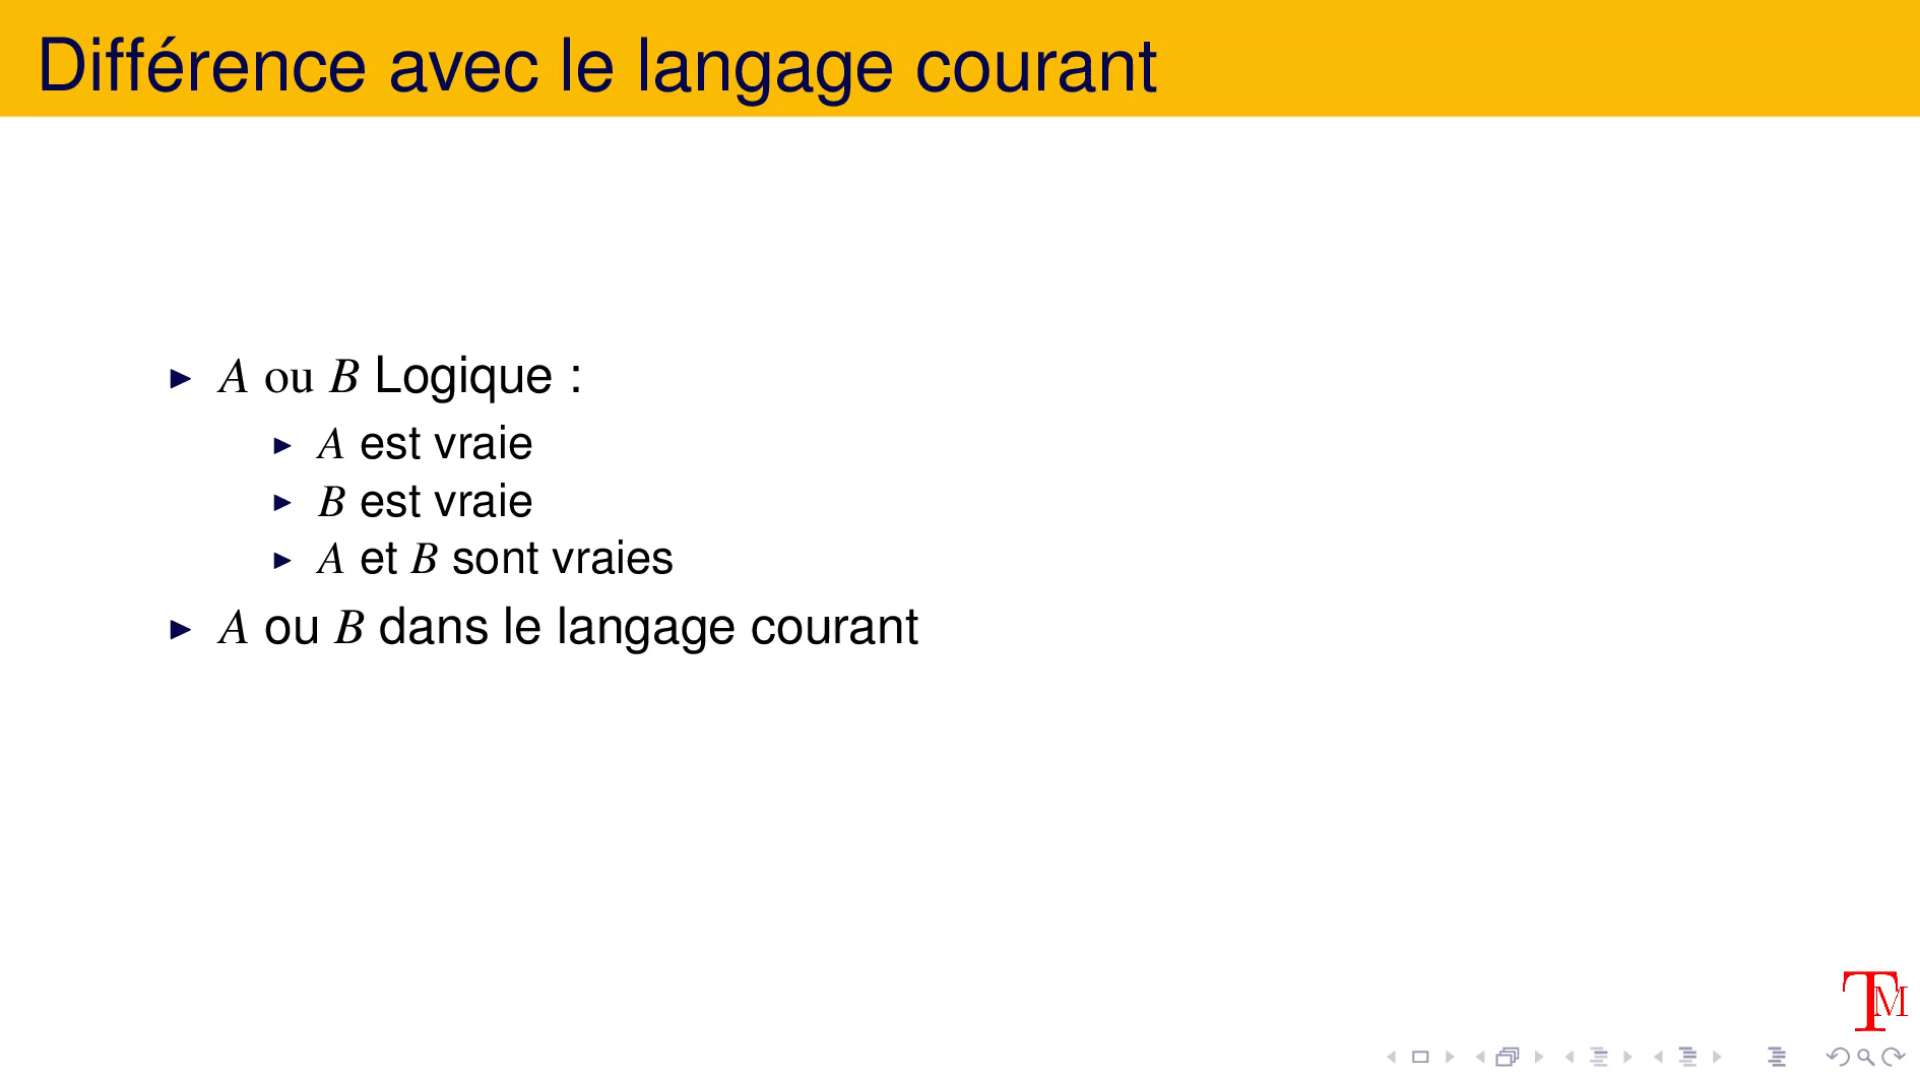 Différence avec le langage courant
A ou B Logique :
A est vraie
B est vraie
A et B sont vraies
A ou B dans le langage courant
TM